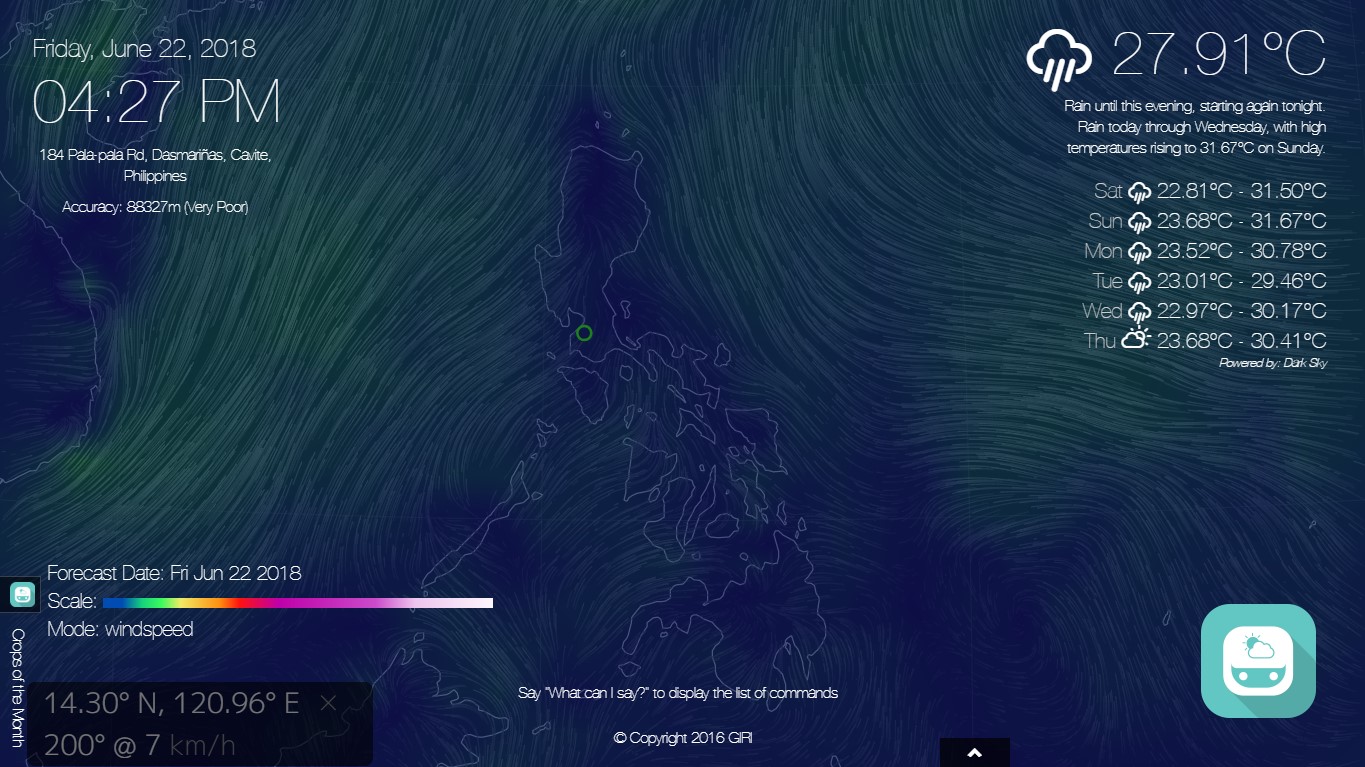 Friday, June 22, 2018
04:27 PM
184 Pala-pala Rd, Dasmariñas, Cavite,
Philippines
Accuracy: 88327m (Very Poor)
27.91°C
Rain until this evening, starting again tonight.
Rain today through Wednesday, with high
temperatures rising to 31.67°C on Sunday.
Sat 22.81°C - 31.50°C
Sun 23.68°C - 31.67°C
Mon 23.52°C - 30.78°C
Tue 23.01°C - 29.46°C
Wed 22.97°C - 30.17°C
Thu 23.68°C - 30.41°C
Powered by: Dark Sky
Forecast Date: Fri Jun 22 2018
Scale:
Mode: windspeed
Crops of the Month
14.30° N, 120.96° E ×
200° @ 7 km/h
Say "What can I say?" to display the list of commands
© Copyright 2016 GIRI